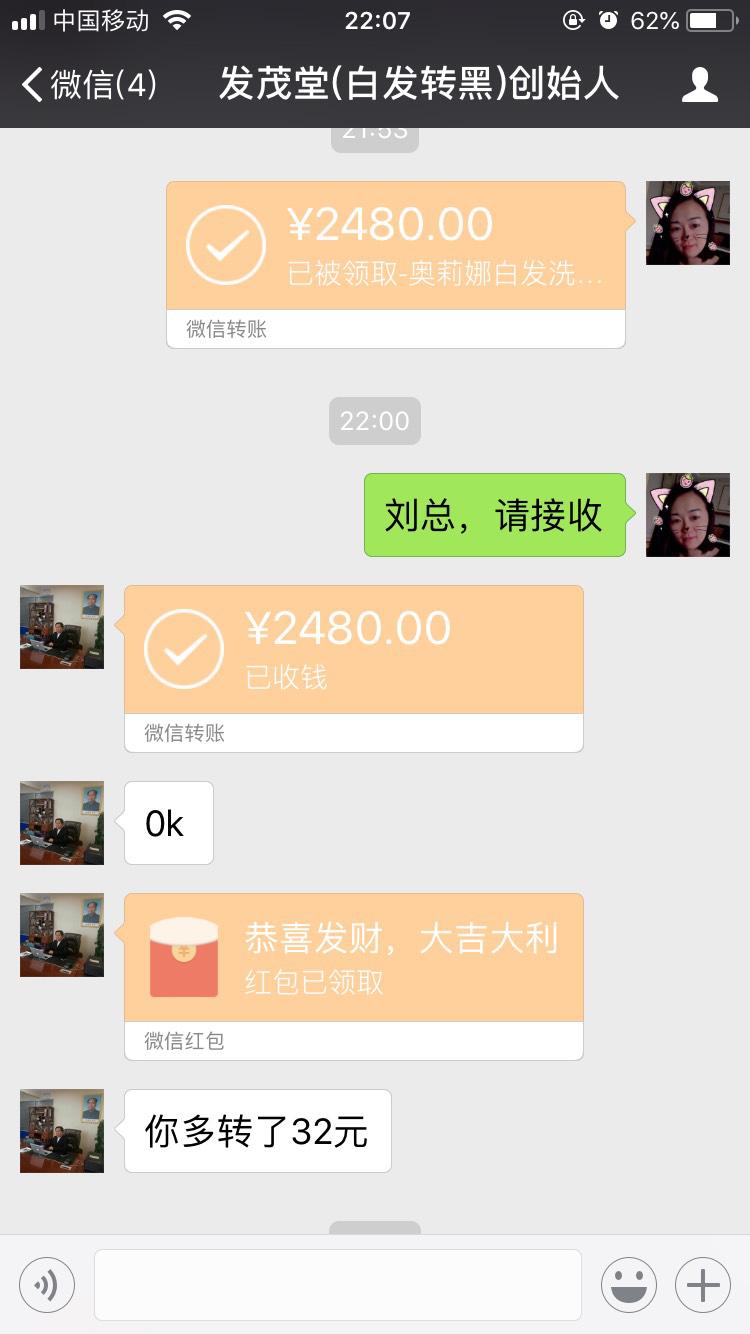 中国移动
22:07
62%
微信(4)
发茂堂(白发转黑)创始人
21:53
¥2480.00
已被领取-奥莉娜白发洗...
微信转账
22:00
刘总，请接收
¥2480.00
已收钱
微信转账
Ok
恭喜发财，大吉大利
红包已领取
微信红包
你多转了32元